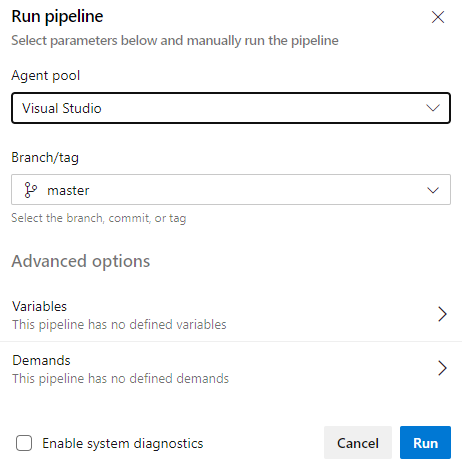 Run pipeline
Select parameters below and manually run the pipeline
Agent pool
Visual Studio
Branch/tag
master
Select the branch, commit, or tag
Advanced options
Variables
This pipeline has no defined variables
Demands
This pipeline has no defined demands
Enable system diagnostics
Cancel
Run